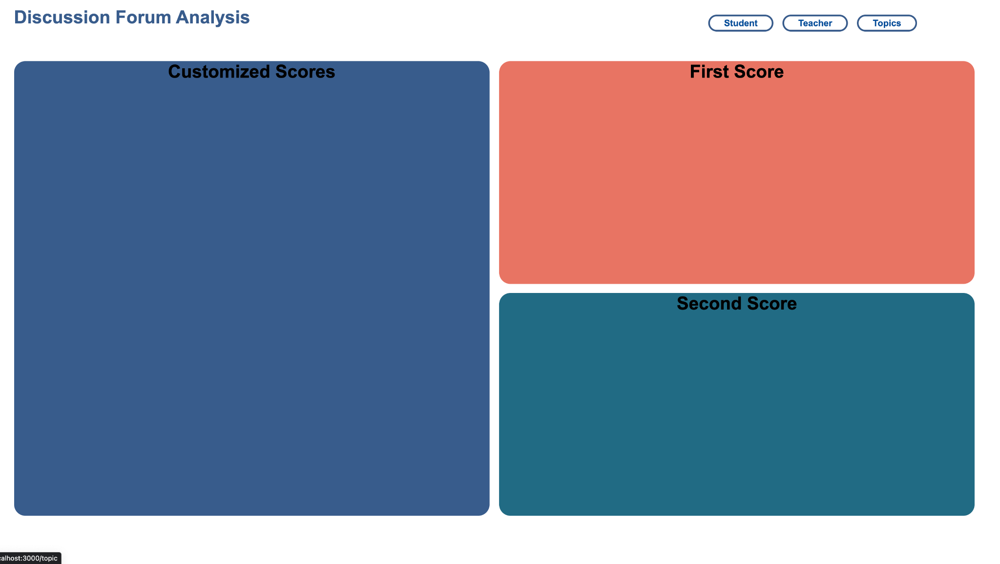 Discussion Forum Analysis
Student
Teacher
Topics
Customized Scores
First Score
Second Score
calhost:3000/topic